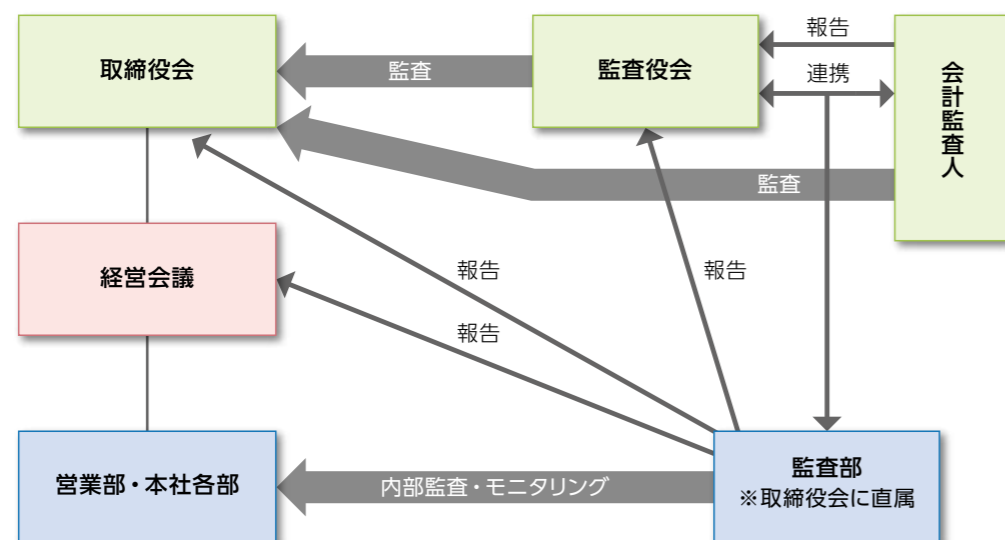 取締役会
監査
監査役会
報告
連携
会計監査人
監査
経営会議
報告
報告
報告
営業部・本社各部
内部監査・モニタリング
監査部
※取締役会に直属